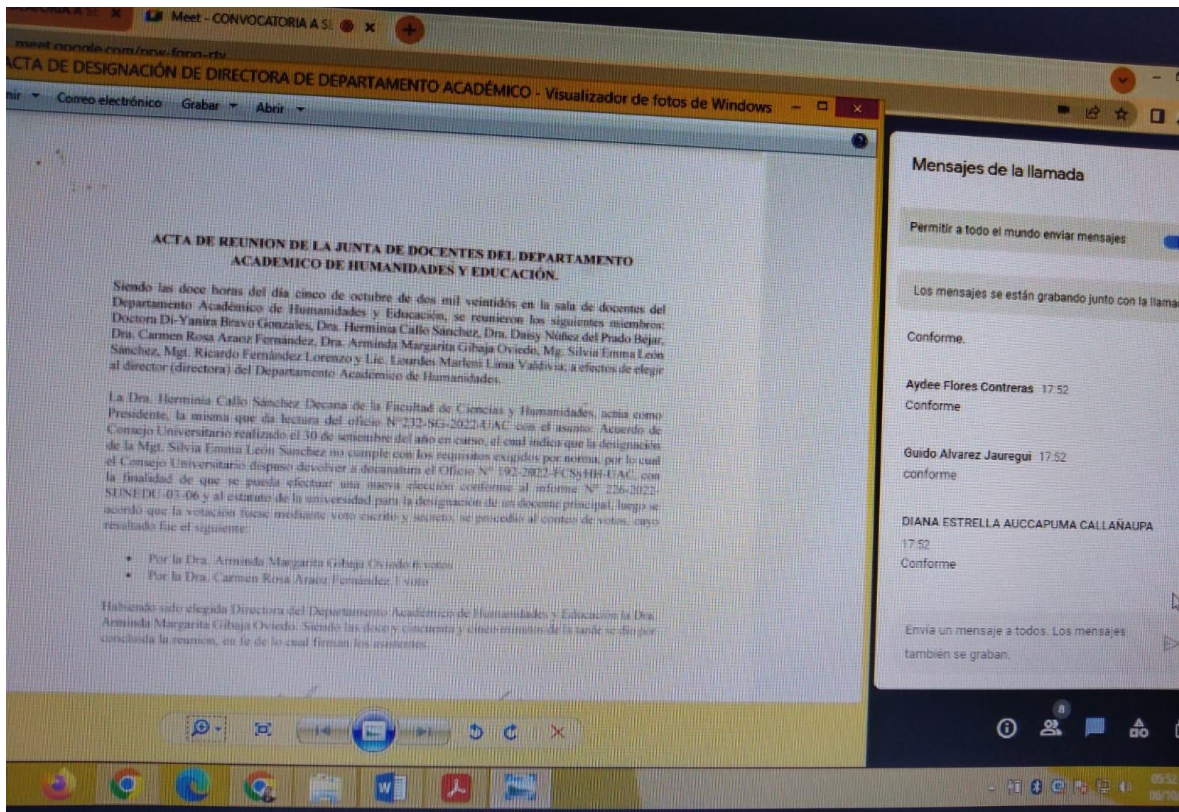 Meet - CONVOCATORIA A SE
meet.google.com/
ACTA DE DESIGNACIÓN DE DIRECTORA DE DEPARTAMENTO ACADÉMICO - Visualizador de fotos de Windows
Correo electrónico Grabar Abrir
ACTA DE REUNION DE LA JUNTA DE DOCENTES DEL DEPARTAMENTO
ACADEMICO DE HUMANIDADES Y EDUCACIÓN.
Siendo las doce horas del día cinco de octubre de dos mil veintidós en la sala de docentes del
Departamento Académico de Humanidades y Educación, se reunieron los siguientes miembros:
Doctora Di-Yanira Bravo Gonzales, Dra. Herminia Callo Sánchez, Dra. Daisy Núñez del Prado Béjar,
Dra. Carmen Rosa Araoz Fernández, Dra. Arminda Margarita Gibaja Oviedo, Mg. Silvia Emma León
Sánchez, Mgt. Ricardo Fernández Lorenzo y Lic. Lourdes Marleni Lima Valdivia; a efectos de elegir
al director (directora) del Departamento Académico de Humanidades.
La Dra. Herminia Callo Sánchez Decana de la Facultad de Ciencias y Humanidades, actúa como
Presidente, la misma que da lectura del oficio N° 232-SG-2022-UAC con el asunto: Acuerdo de
Consejo Universitario realizado el 30 de setiembre del año en curso, el cual indica que la designación
de la Mgt. Silvia Emma León Sánchez no cumple con los requisitos exigidos por norma, por lo cual
el Consejo Universitario dispuso devolver a decanatura el Oficio N° 192-2022-FCSyHH-UAC, con
la finalidad de que se pueda efectuar una nueva elección conforme al informe N° 226-2022-
SUNEDU-03-06 y al estatuto de la universidad para la designación de un docente principal, luego se
acordó que la votación fuese mediante voto escrito y secreto, se procedió al conteo de votos, cuyo
resultado fue el siguiente:
• Por la Dra. Arminda Margarita Gibaja Oviedo 6 votos
• Por la Dra. Carmen Rosa Araoz Fernández 1 voto
Habiendo sido elegida Directora del Departamento Académico de Humanidades y Educación la Dra.
Arminda Margarita Gibaja Oviedo. Siendo las doce y cincuenta y cinco minutos de la tarde se dio por
concluida la reunión, en fe de lo cual firman los asistentes.
Mensajes de la llamada
Permitir a todo el mundo enviar mensajes
Los mensajes se están grabando junto con la llama
Conforme.
Aydee Flores Contreras 17:52
Conforme
Guido Alvarez Jauregui 17:52
conforme
DIANA ESTRELLA AUCCAPUMA CALLAÑAUPA
17:52
Conforme
Envía un mensaje a todos. Los mensajes
también se graban.
8
05:52
06/10